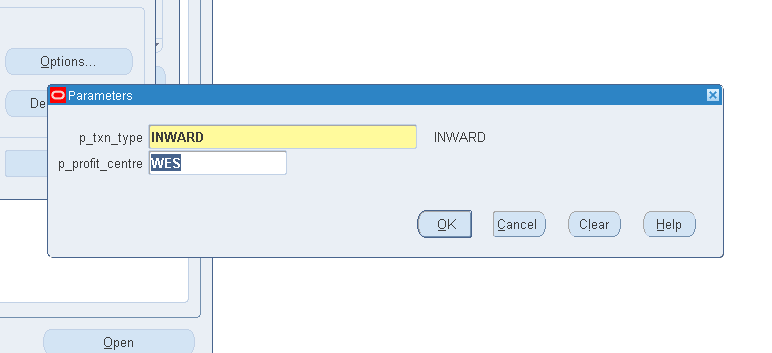 Options...
De
Parameters
p_txn_type INWARD INWARD
p_profit_centre WES
OK Cancel Clear Help
Open